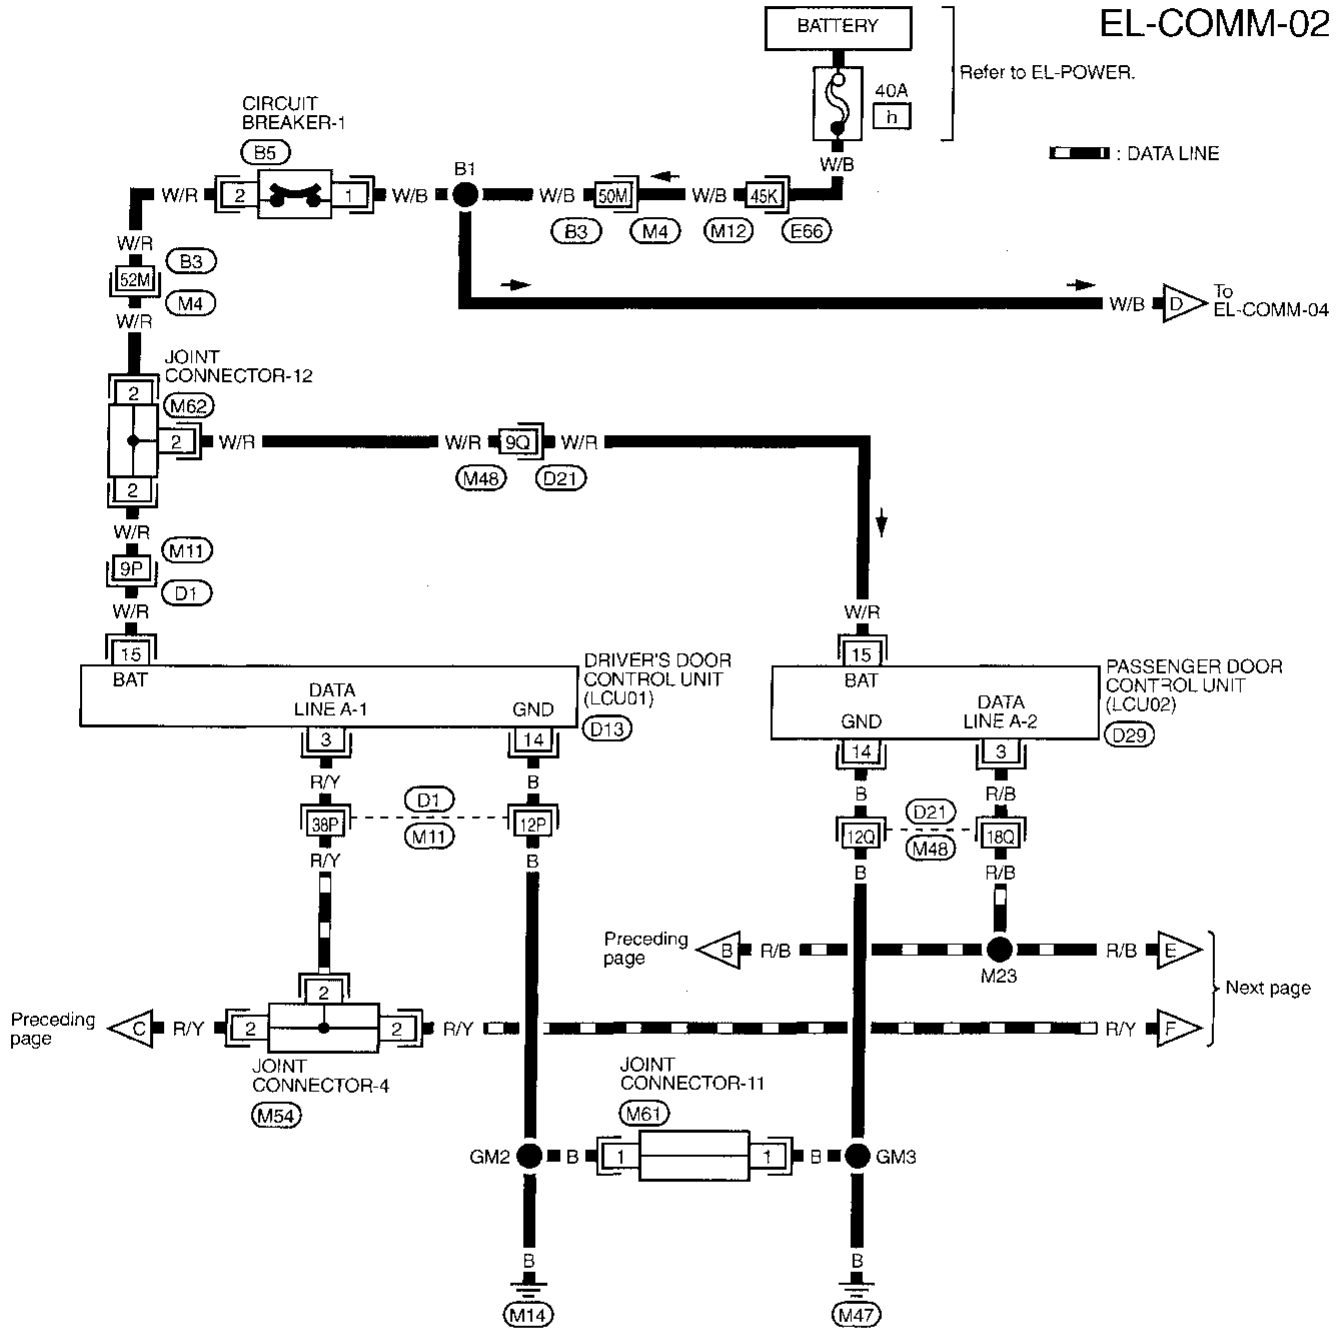 EL-COMM-02
BATTERY
Refer to EL-POWER.
40A
h
: DATA LINE
CIRCUIT
BREAKER-1
B5
W/B
B1
W/R
2
1
W/B
W/B
50M
W/B
45K
B3
M4
M12
E66
W/R
B3
52M
M4
W/R
W/B
D
To
EL-COMM-04
JOINT
CONNECTOR-12
2
M62
2
W/R
W/R
9Q
W/R
M48
D21
2
W/R
M11
9P
D1
W/R
W/R
15
BAT
DATA
LINE A-1
GND
DRIVER'S DOOR
CONTROL UNIT
(LCU01)
D13
15
BAT
GND
DATA
LINE A-2
PASSENGER DOOR
CONTROL UNIT
(LCU02)
D29
3
14
14
3
R/Y
B
B
R/B
D1
38P
12P
M11
D21
12Q
18Q
M48
R/Y
B
B
R/B
Preceding
page
B
R/B
M23
R/B
E
Next page
2
Preceding
page
C
R/Y
2
2
R/Y
R/Y
F
JOINT
CONNECTOR-4
M54
JOINT
CONNECTOR-11
M61
GM2
B
1
1
B
GM3
B
B
M14
M47